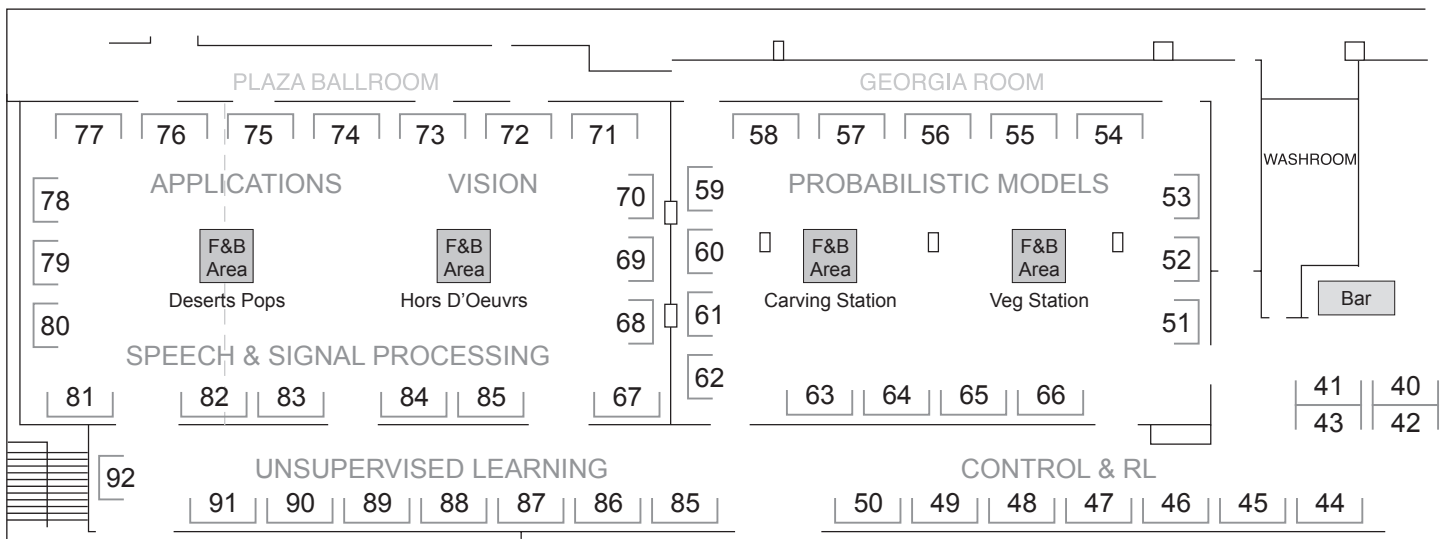 PLAZA BALLROOM
GEORGIA ROOM
77 76 75 74 73 72 71
58 57 56 55 54
WASHROOM
APPLICATIONS
VISION
PROBABILISTIC MODELS
78
70
59
53
F&B
Area
Deserts Pops
F&B
Area
Hors D'Oeuvrs
F&B
Area
Carving Station
F&B
Area
Veg Station
79
69
60
52
Bar
80
68
61
51
SPEECH & SIGNAL PROCESSING
62
81 82 83 84 85 67
63 64 65 66
41 40
43 42
92
UNSUPERVISED LEARNING
CONTROL & RL
91 90 89 88 87 86 85
50 49 48 47 46 45 44